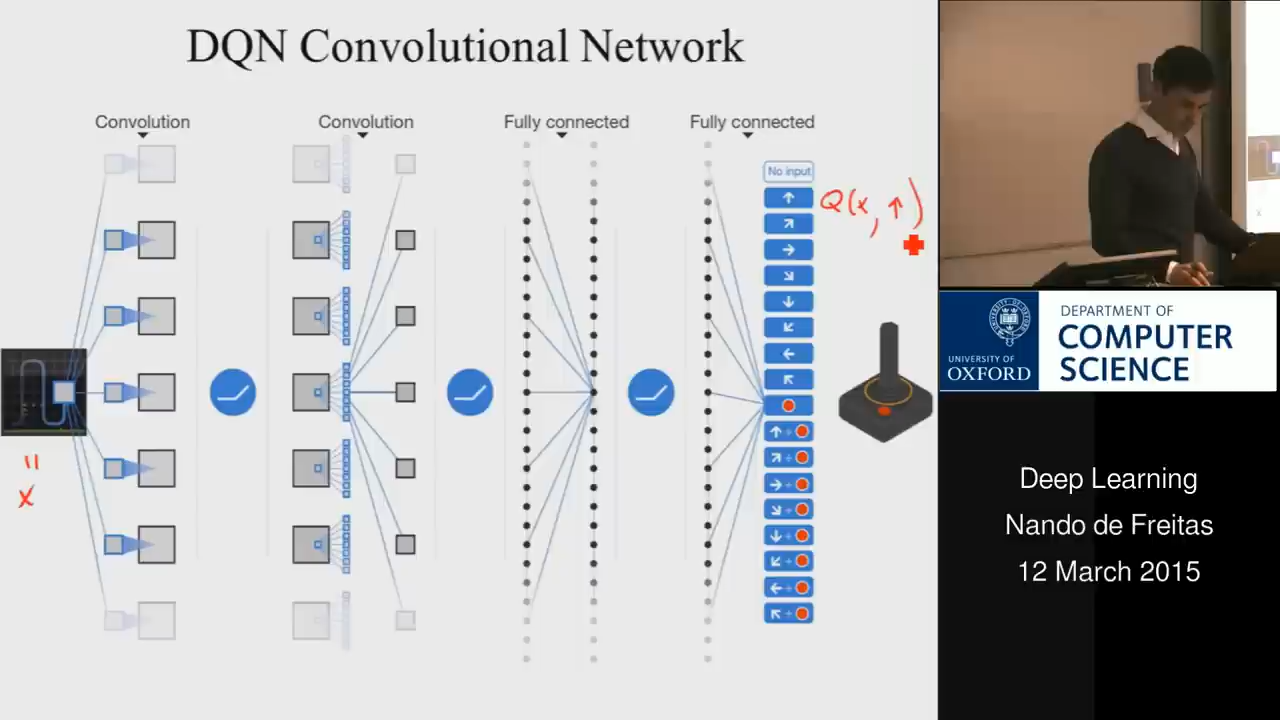 DQN Convolutional Network
Convolution
Convolution
Fully connected
Fully connected
No input
↑
↗
→
↘
↓
↙
←
↖
↑+
↗+
→+
↘+
↓+
↙+
←+
↖+
Q(x, ↑)
"
x
UNIVERSITY OF
OXFORD
DEPARTMENT OF
COMPUTER
SCIENCE
Deep Learning
Nando de Freitas
12 March 2015